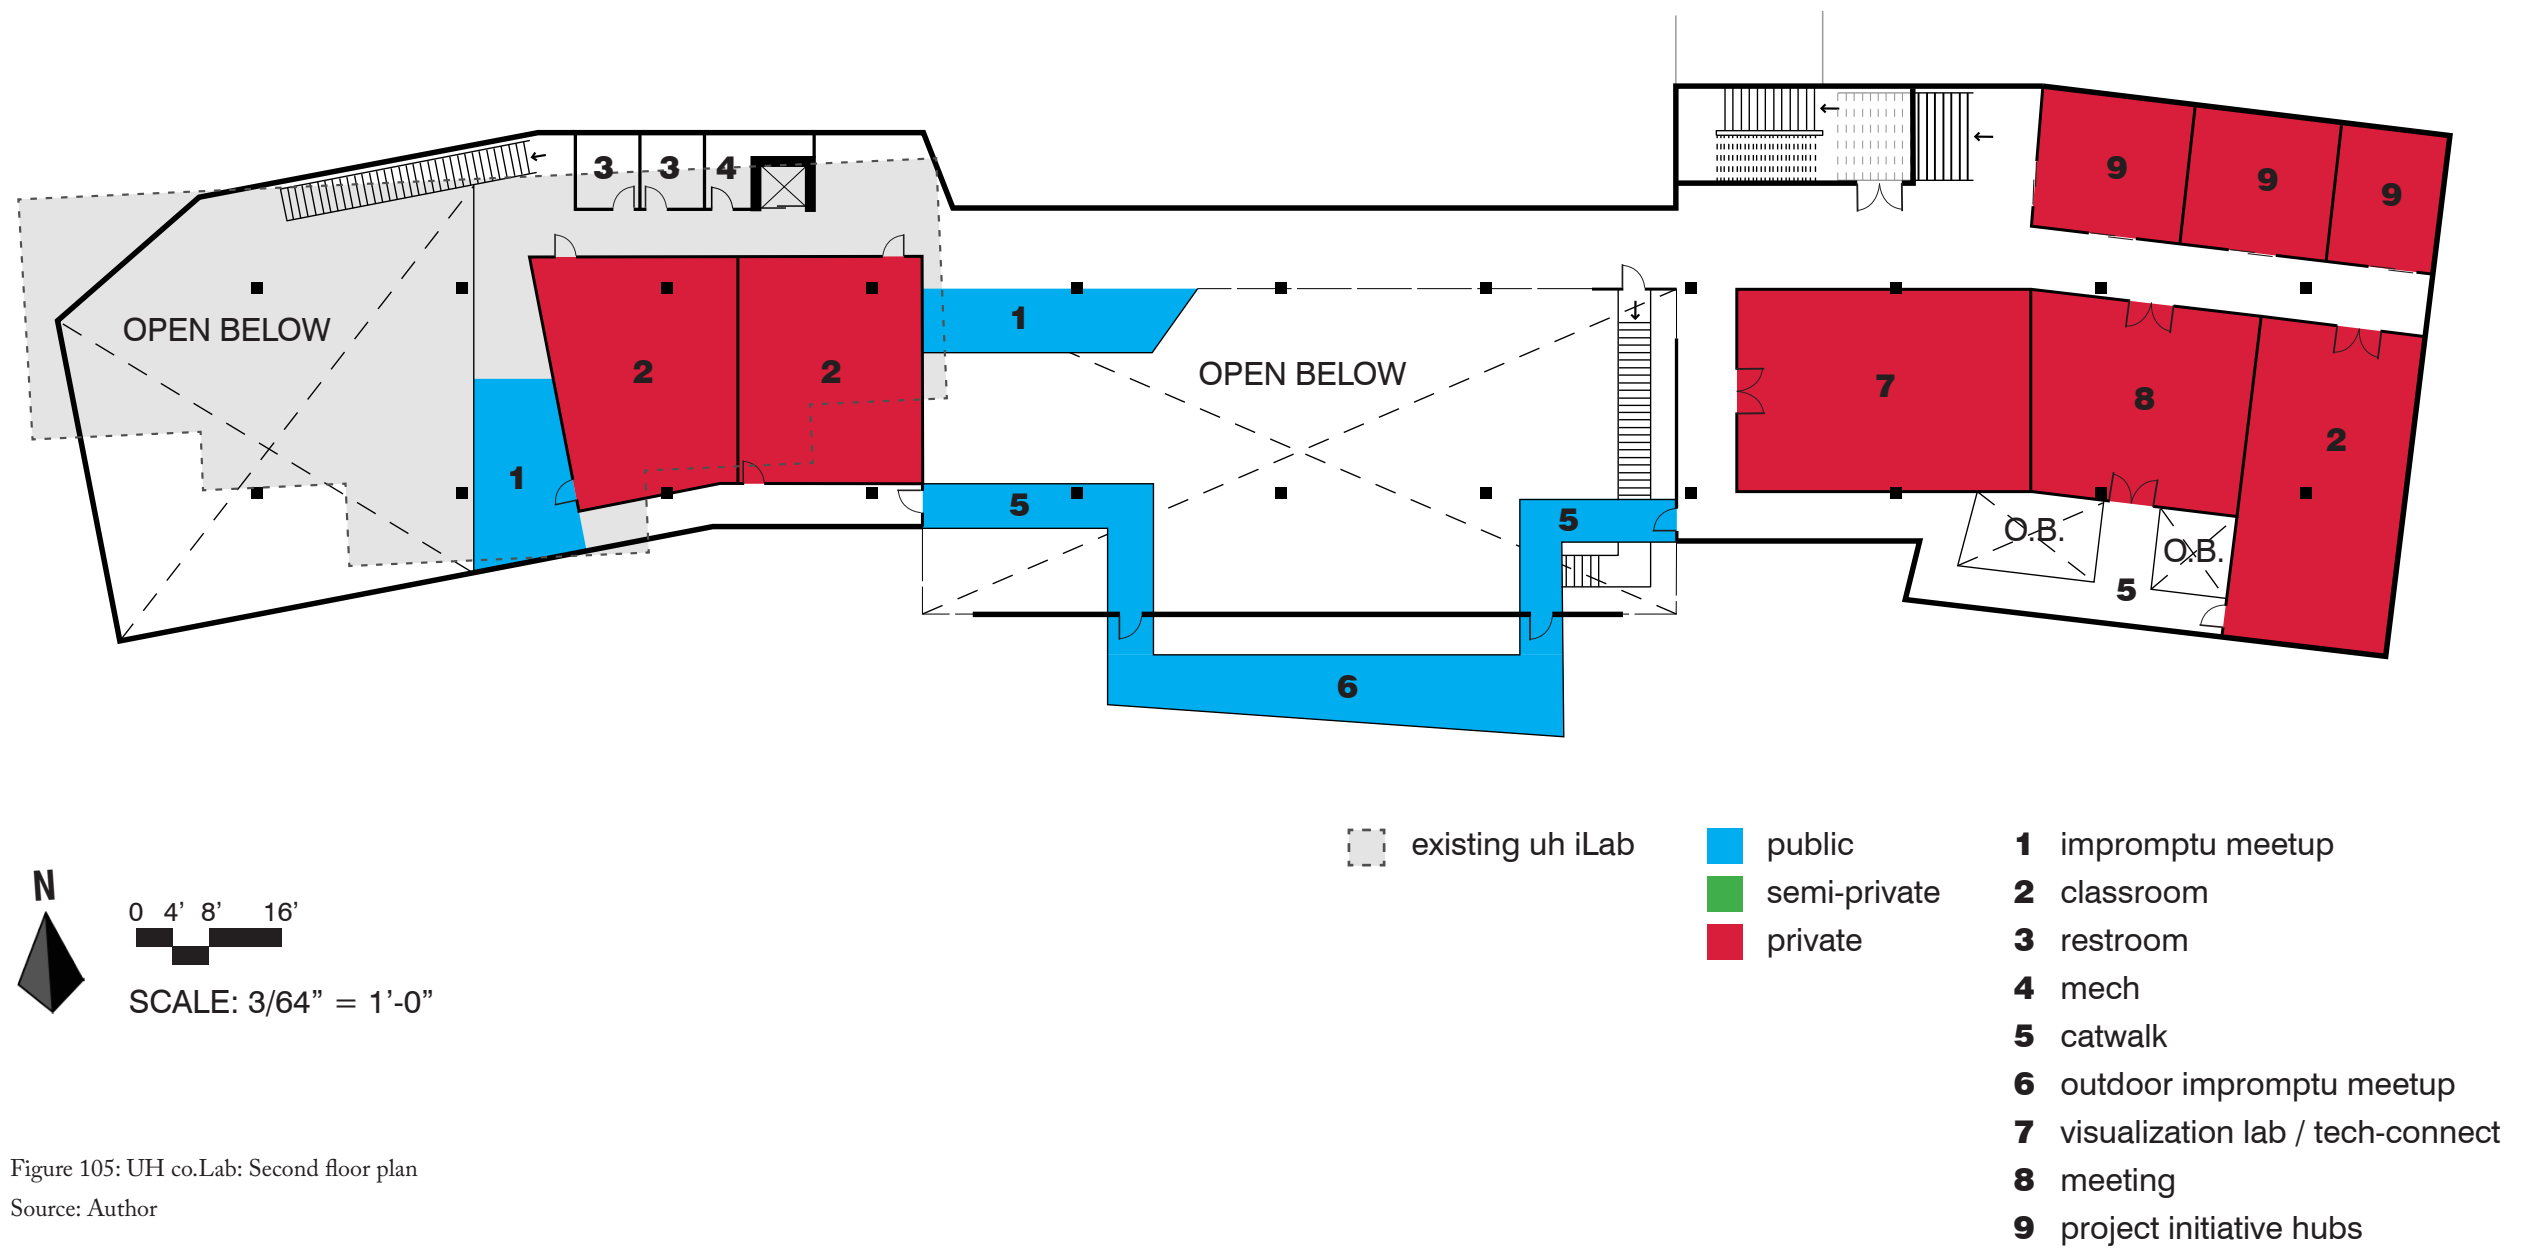 3 3 4
9 9 9
OPEN BELOW
1
OPEN BELOW
2 2
7 8 2
1
5 5
O.B. O.B.
5
6
existing uh iLab
public
semi-private
private
1 impromptu meetup
2 classroom
3 restroom
4 mech
5 catwalk
6 outdoor impromptu meetup
7 visualization lab / tech-connect
8 meeting
9 project initiative hubs
N
0 4’ 8’ 16’
SCALE: 3/64” = 1’-0”
Figure 105: UH co.Lab: Second floor plan
Source: Author